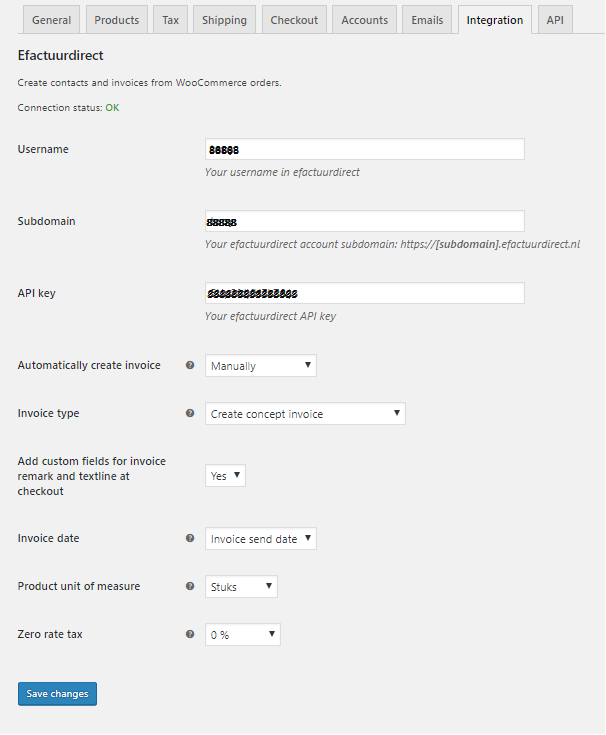 General Products Tax Shipping Checkout Accounts Emails Integration API
Efactuurdirect
Create contacts and invoices from WooCommerce orders.
Connection status: OK
Username
Your username in efactuurdirect
Subdomain
Your efactuurdirect account subdomain: https://[subdomain].efactuurdirect.nl
API key
Your efactuurdirect API key
Automatically create invoice ? Manually
Invoice type ? Create concept invoice
Add custom fields for invoice
remark and textline at Yes
checkout
Invoice date ? Invoice send date
Product unit of measure ? Stuks
Zero rate tax ? 0 %
Save changes